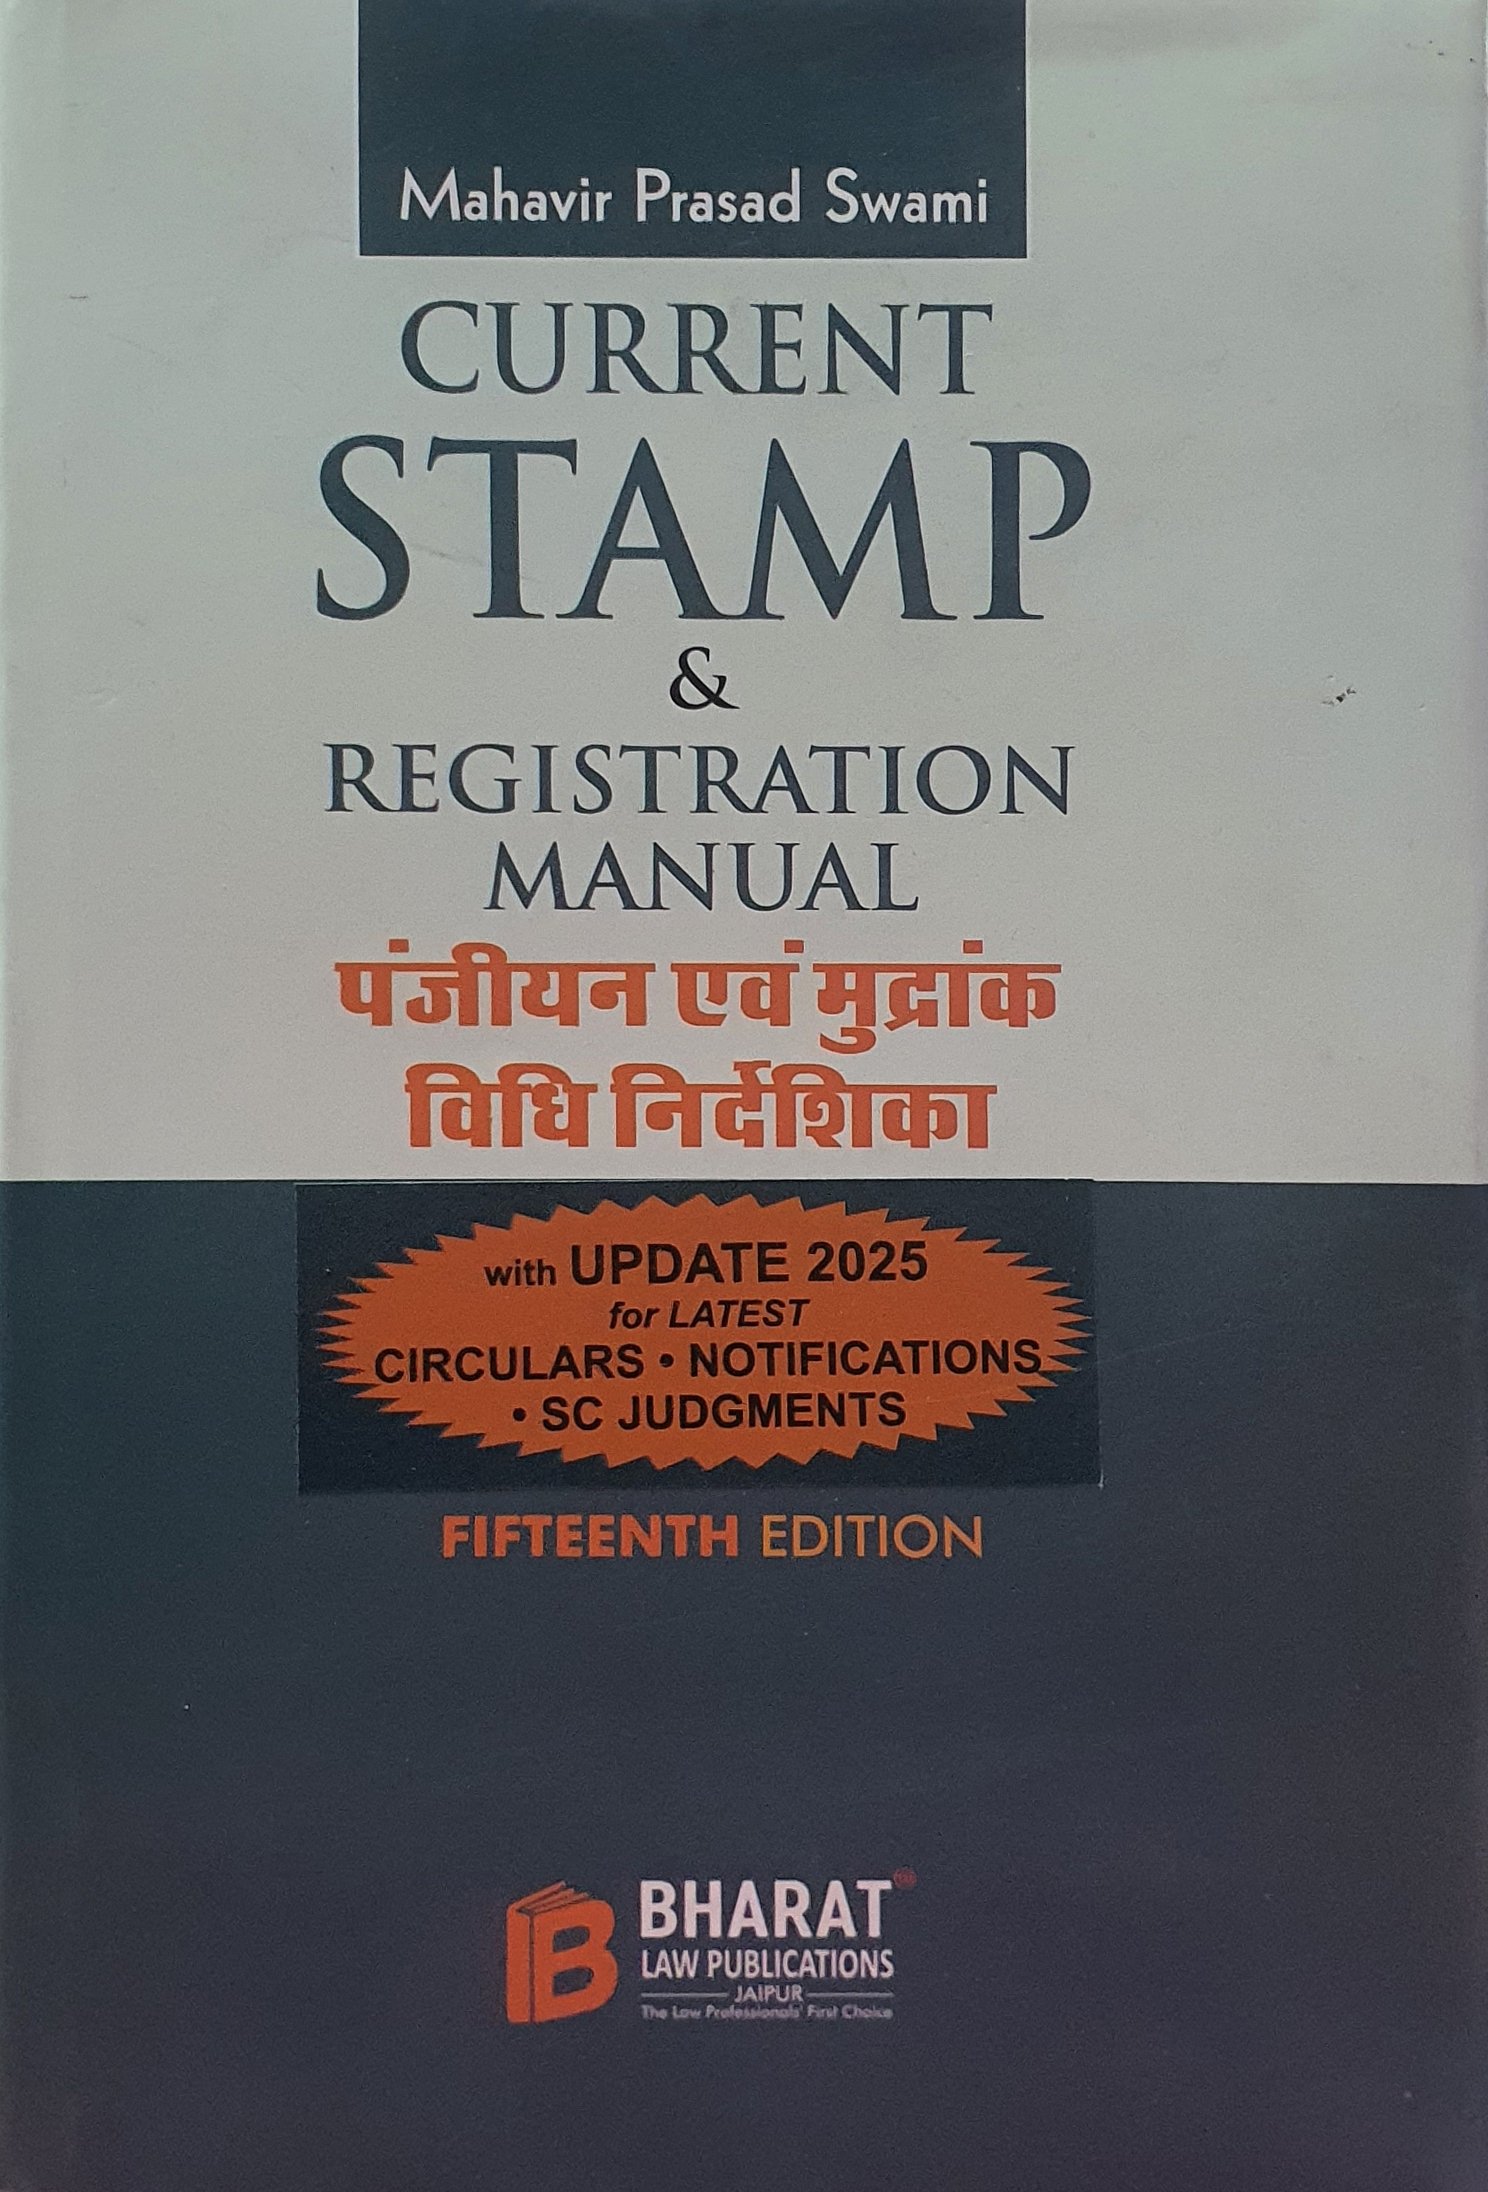 Mahavir Prasad Swami
CURRENT
STAMP
&
REGISTRATION
MANUAL
पंजीयन एवं मुद्रांक
विधि निर्देशिका
with UPDATE 2025
for LATEST
CIRCULARS • NOTIFICATIONS
• SC JUDGMENTS
FIFTEENTH EDITION
BHARAT
LAW PUBLICATIONS
JAIPUR
The Law Professionals' First Choice